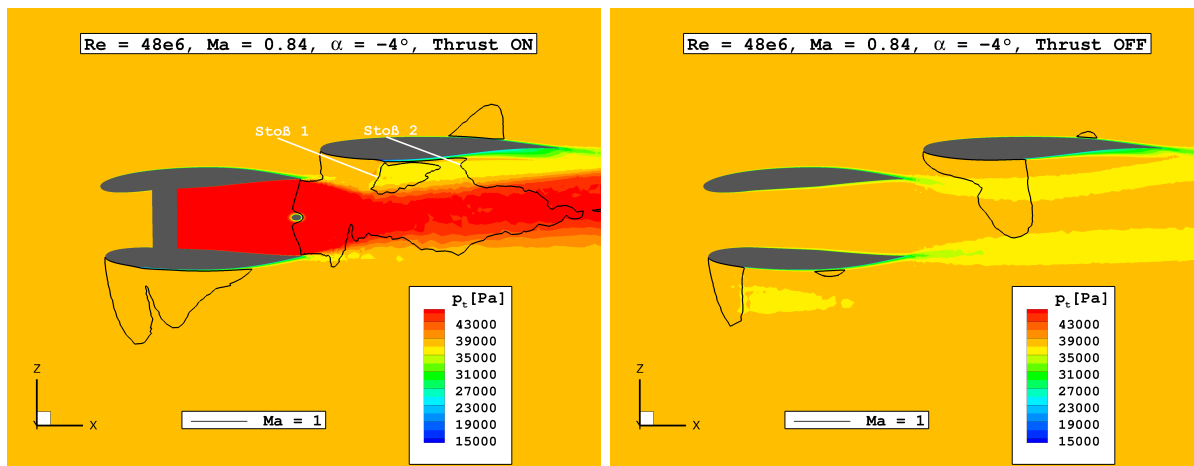 Re = 48e6, Ma = 0.84, α = -4°, Thrust ON
Stoß 1
Stoß 2
p_t[Pa]
43000
39000
35000
31000
27000
23000
19000
15000
Z
Y
X
Ma = 1
Re = 48e6, Ma = 0.84, α = -4°, Thrust OFF
p_t[Pa]
43000
39000
35000
31000
27000
23000
19000
15000
Z
Y
X
Ma = 1